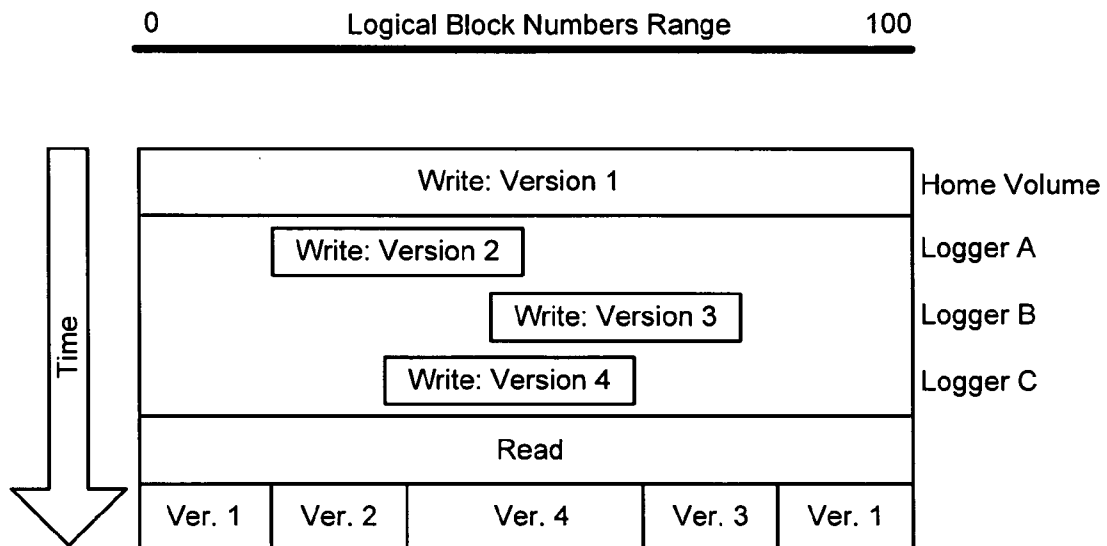 0 Logical Block Numbers Range 100
Write: Version 1 Home Volume
Write: Version 2 Logger A
Write: Version 3 Logger B
Time
Write: Version 4 Logger C
Read
Ver. 1 Ver. 2 Ver. 4 Ver. 3 Ver. 1